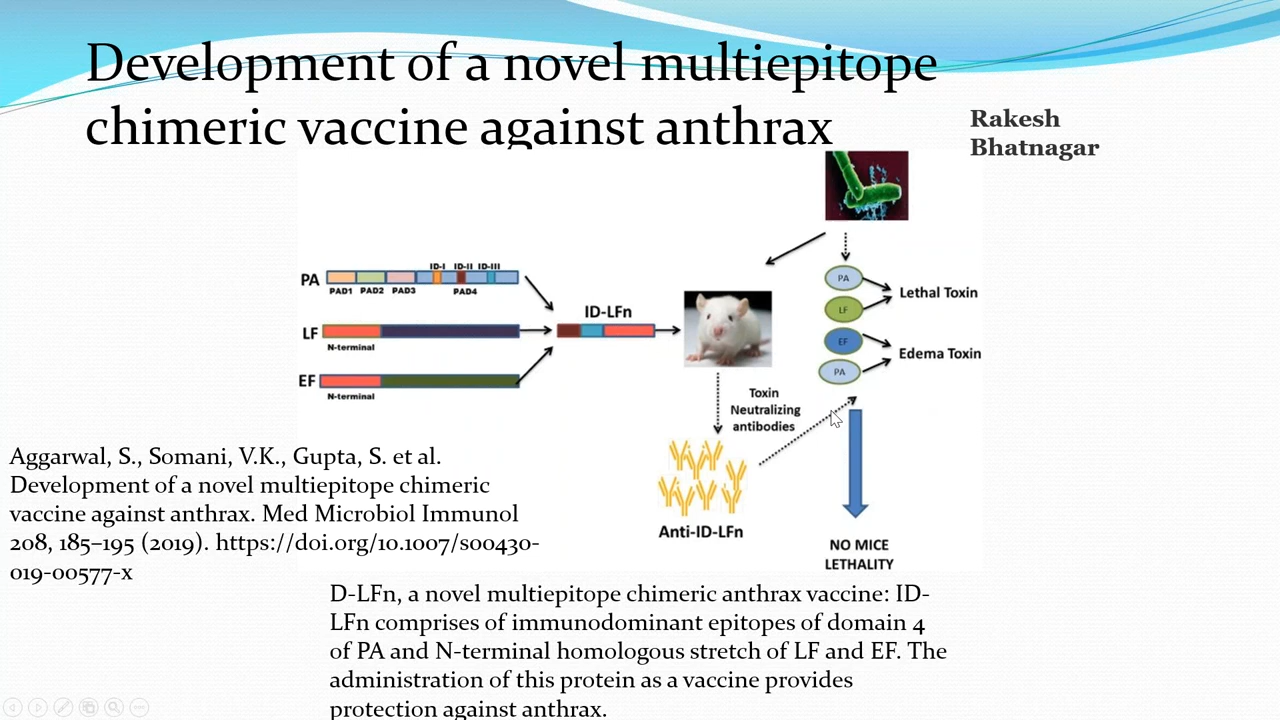 Development of a novel multiepitope
chimeric vaccine against anthrax
Rakesh
Bhatnagar
PA
ID-I ID-II ID-III
PAD1 PAD2 PAD3 PAD4
LF
N-terminal
EF
N-terminal
ID-LFn
PA
LF
EF
PA
Lethal Toxin
Edema Toxin
Toxin
Neutralizing
antibodies
Anti-ID-LFn
NO MICE
LETHALITY
Aggarwal, S., Somani, V.K., Gupta, S. et al.
Development of a novel multiepitope chimeric
vaccine against anthrax. Med Microbiol Immunol
208, 185–195 (2019). https://doi.org/10.1007/s00430-
019-00577-x
D-LFn, a novel multiepitope chimeric anthrax vaccine: ID-
LFn comprises of immunodominant epitopes of domain 4
of PA and N-terminal homologous stretch of LF and EF. The
administration of this protein as a vaccine provides
protection against anthrax.